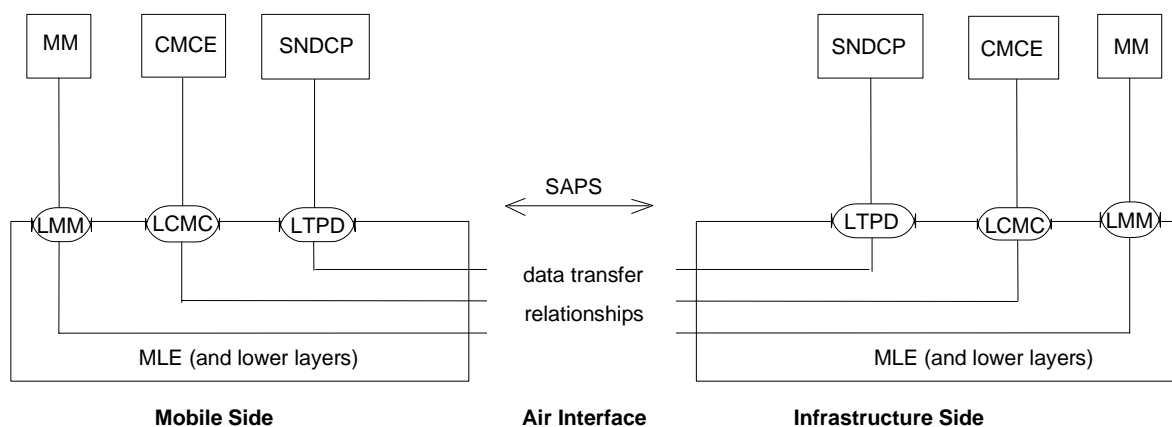 MM CMCE SNDCP SNDCP CMCE MM
SAPS
LMM LCMC LTPD LTPD LCMC LMM
data transfer
relationships
MLE (and lower layers) MLE (and lower layers)
Mobile Side Air Interface Infrastructure Side